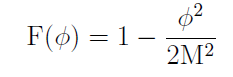 F(ϕ) = 1 − ϕ² / 2M²